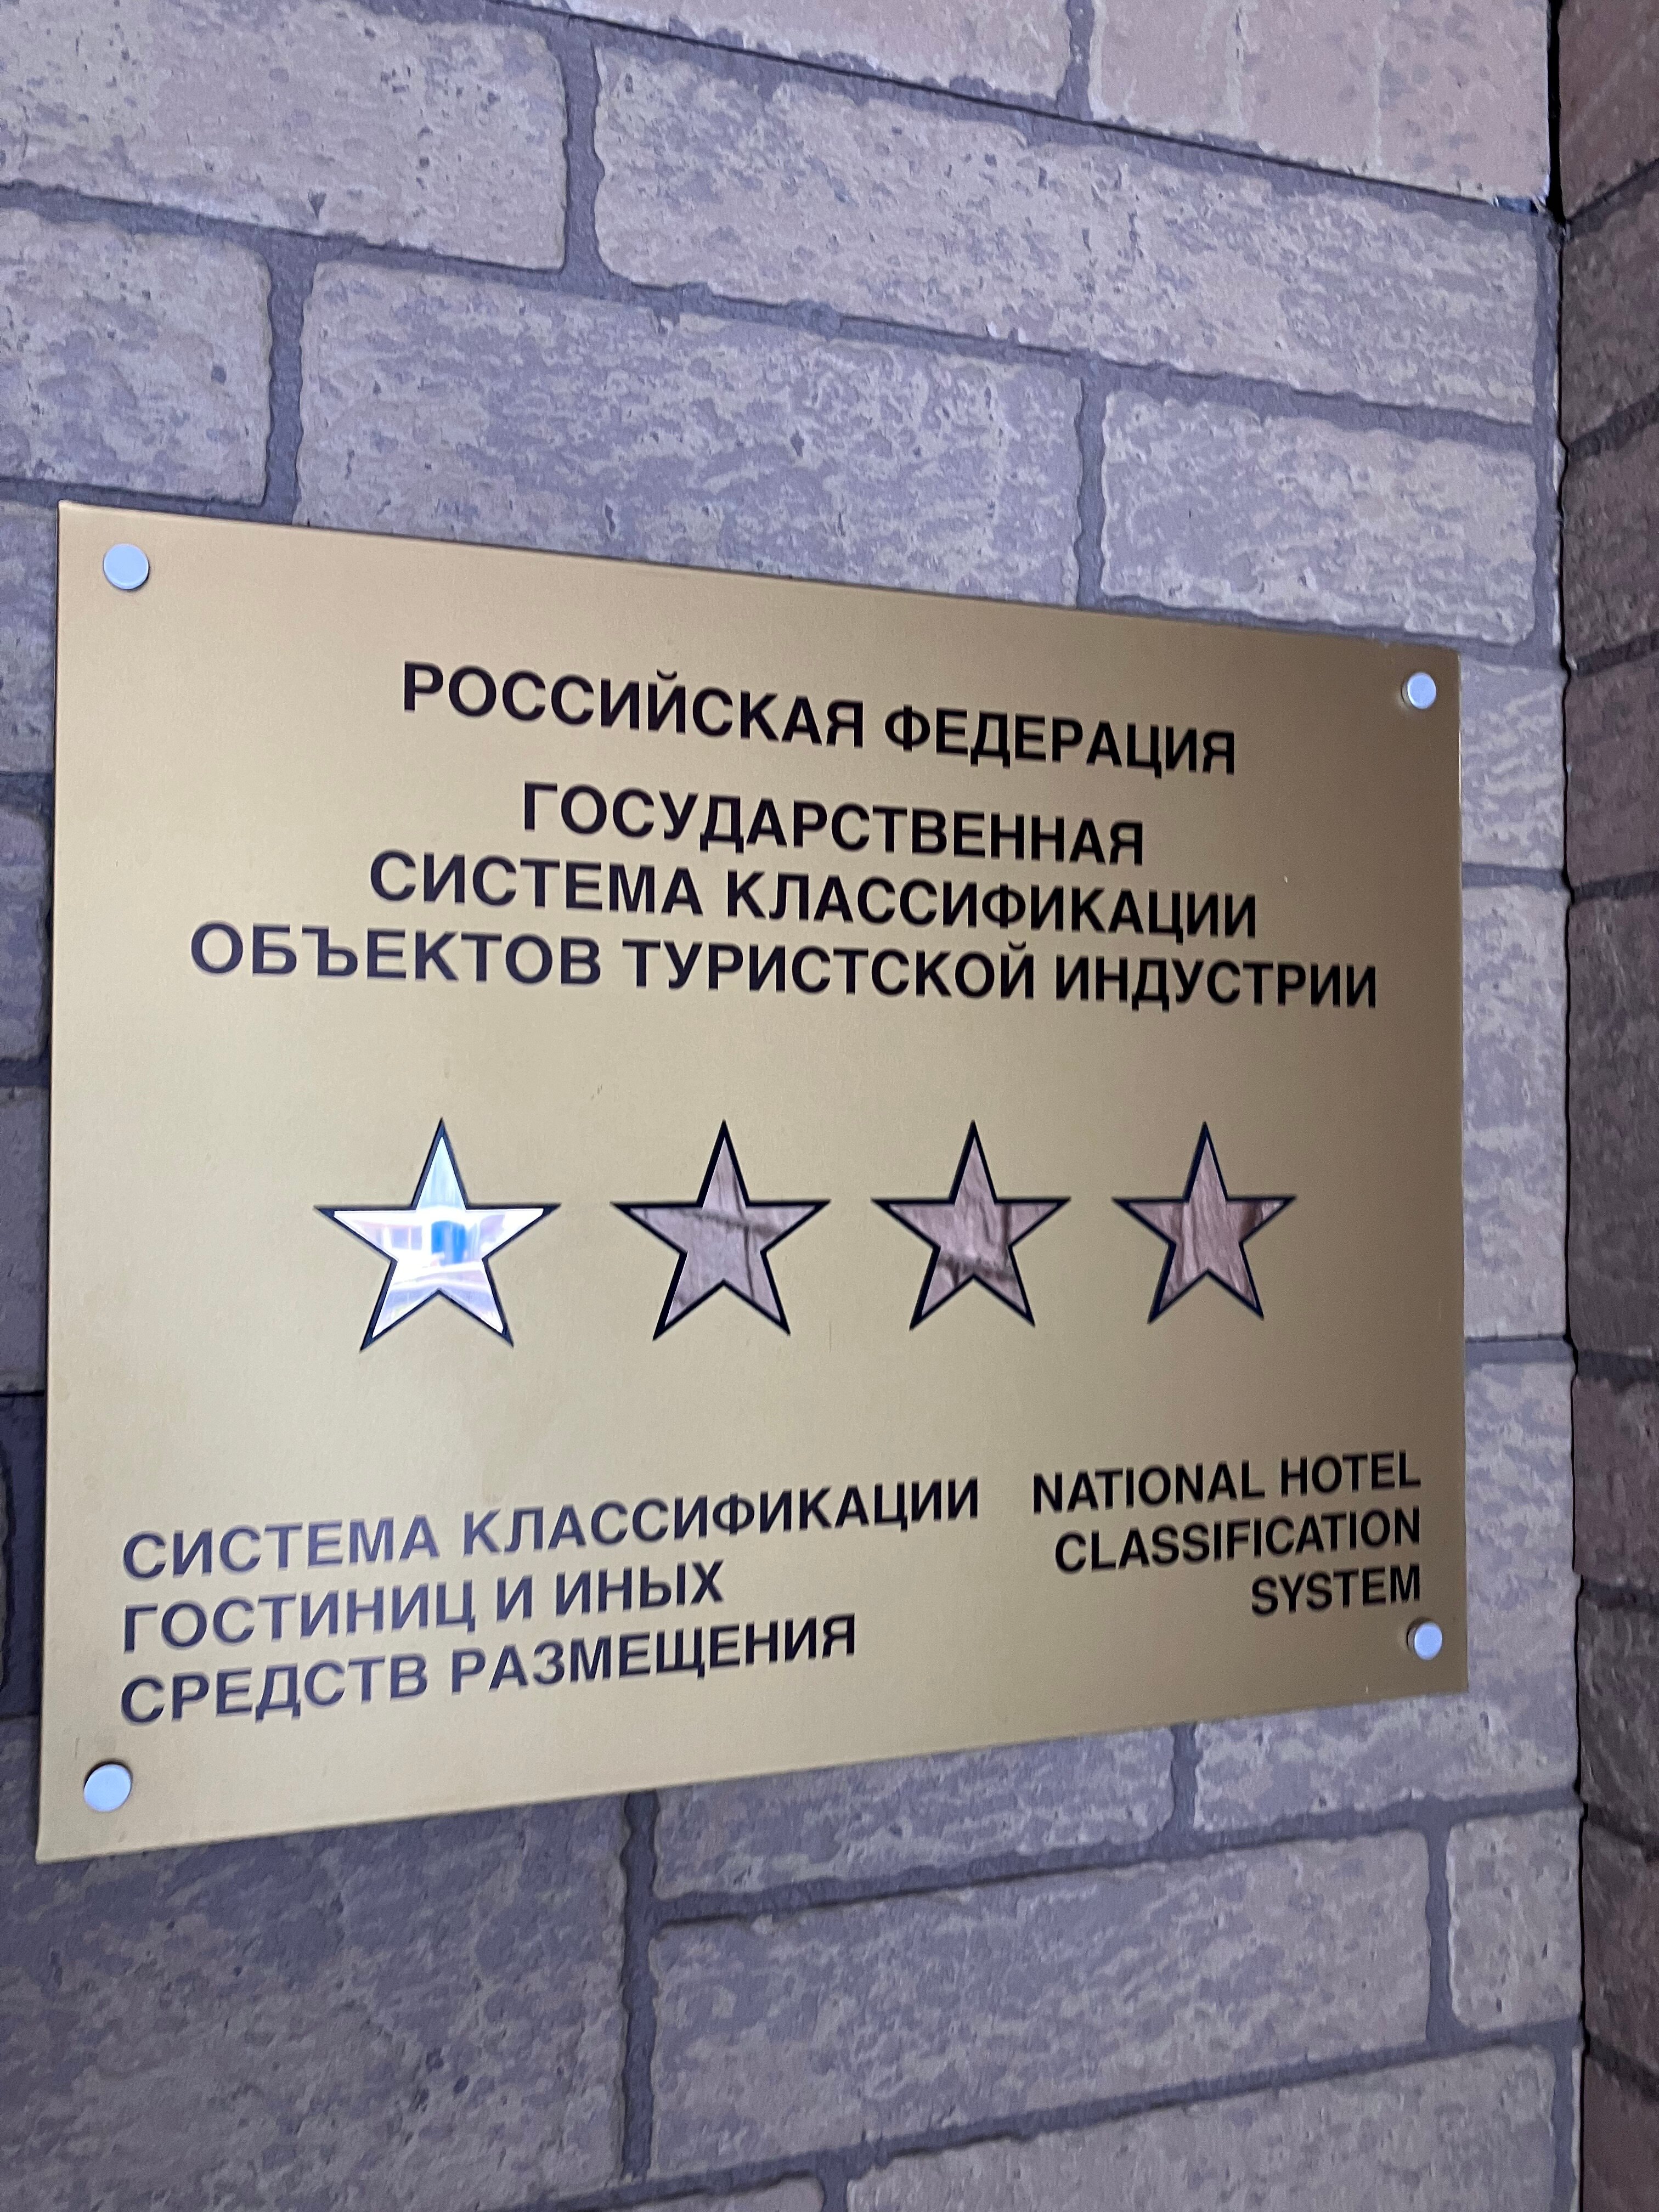 РОССИЙСКАЯ ФЕДЕРАЦИЯ
ГОСУДАРСТВЕННАЯ
СИСТЕМА КЛАССИФИКАЦИИ
ОБЪЕКТОВ ТУРИСТСКОЙ ИНДУСТРИИ
СИСТЕМА КЛАССИФИКАЦИИ
ГОСТИНИЦ И ИНЫХ
СРЕДСТВ РАЗМЕЩЕНИЯ
NATIONAL HOTEL
CLASSIFICATION
SYSTEM